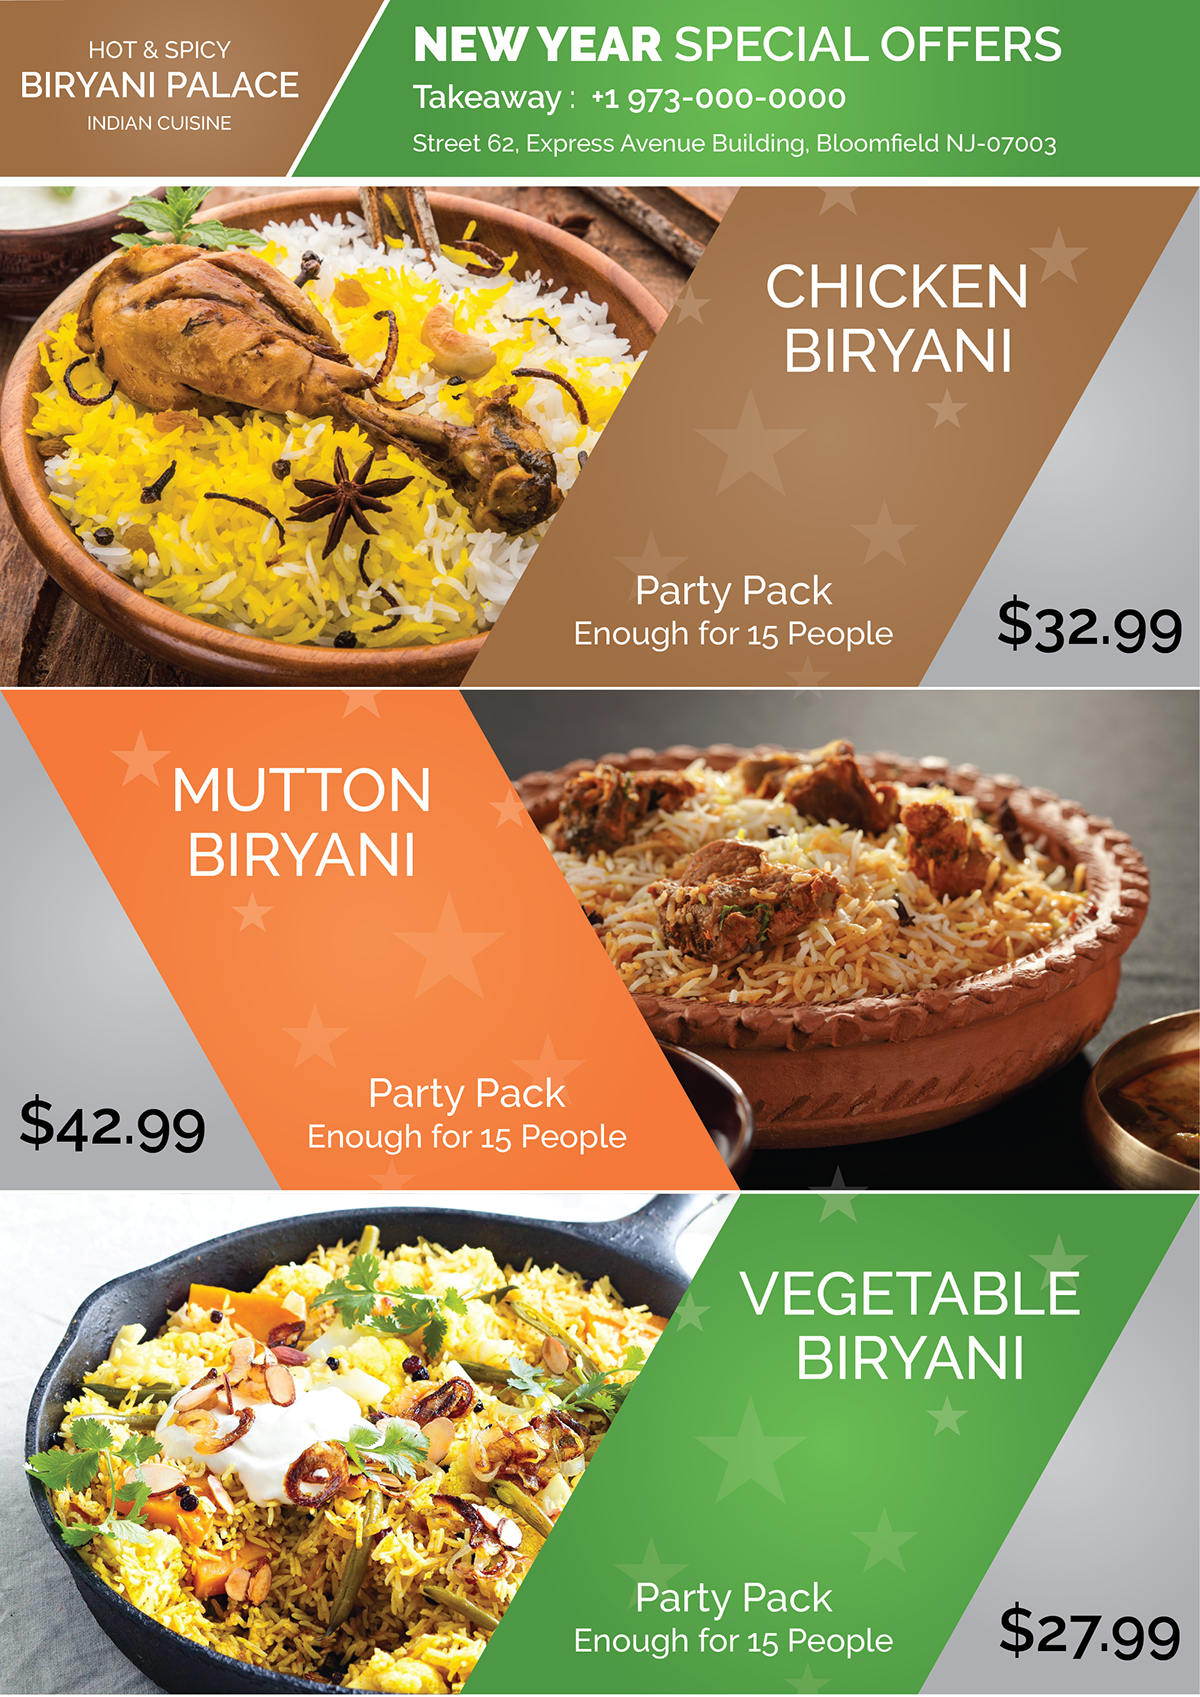 HOT & SPICY
BIRYANI PALACE
INDIAN CUISINE
NEW YEAR SPECIAL OFFERS
Takeaway : +1 973-000-0000
Street 62, Express Avenue Building, Bloomfield NJ-07003
CHICKEN
BIRYANI
Party Pack
Enough for 15 People
$32.99
MUTTON
BIRYANI
Party Pack
Enough for 15 People
$42.99
VEGETABLE
BIRYANI
Party Pack
Enough for 15 People
$27.99